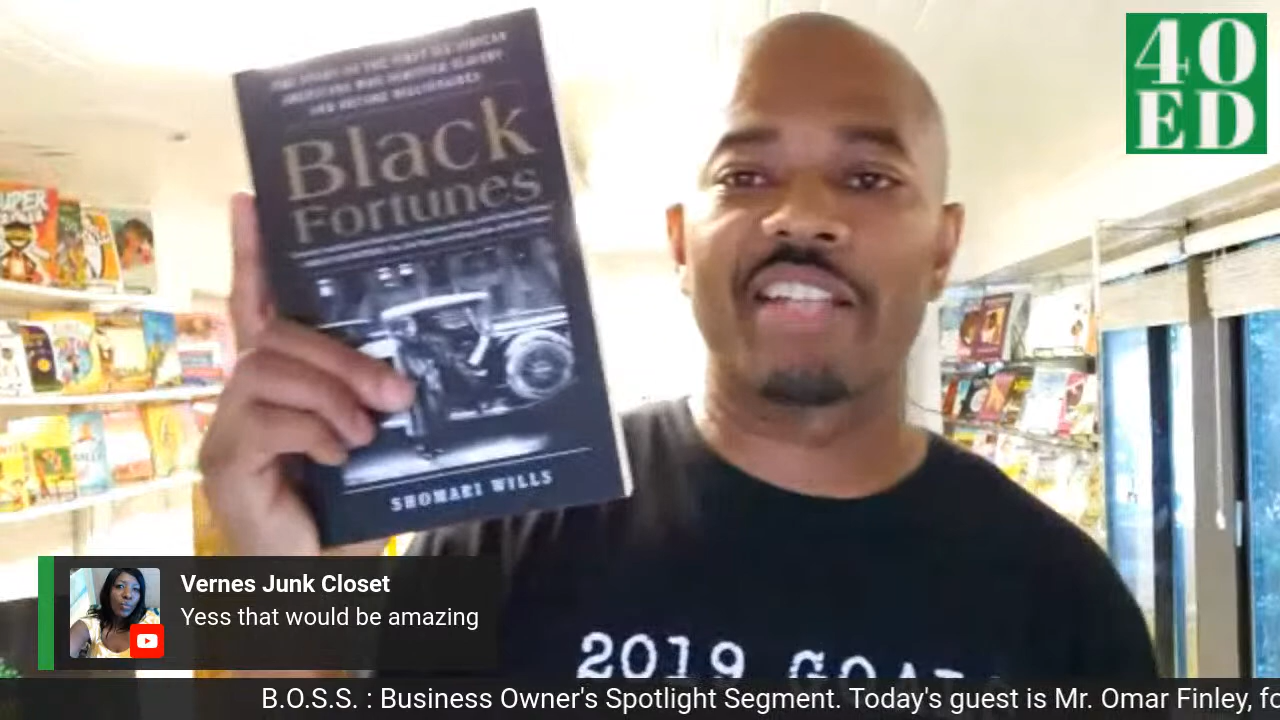 THE STORY OF THE FIRST SIX AFRICAN
AMERICANS WHO SURVIVED SLAVERY
AND BECAME MILLIONAIRES
Black
Fortunes
SHOMARI WILLS
40
ED
SUPER
Vernes Junk Closet
Yess that would be amazing
2019 GOAL
B.O.S.S. : Business Owner's Spotlight Segment. Today's guest is Mr. Omar Finley, fo